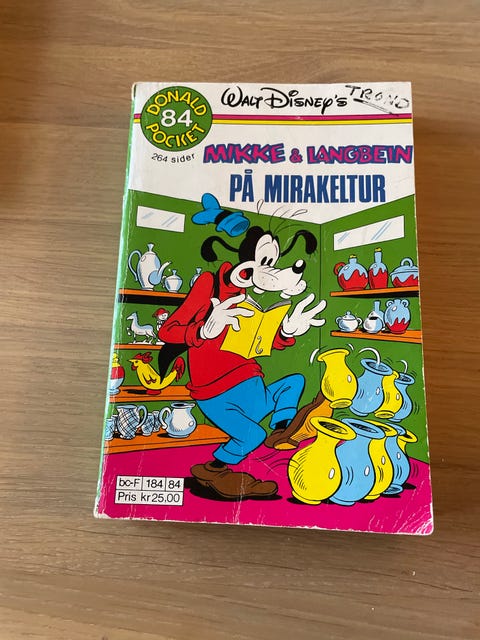 DONALD
84
POCKET
WALT DISNEY'S TROND
264 sider
MIKKE & LANGBEIN
PÅ MIRAKELTUR
bc-F 184 84
Pris kr 25.00